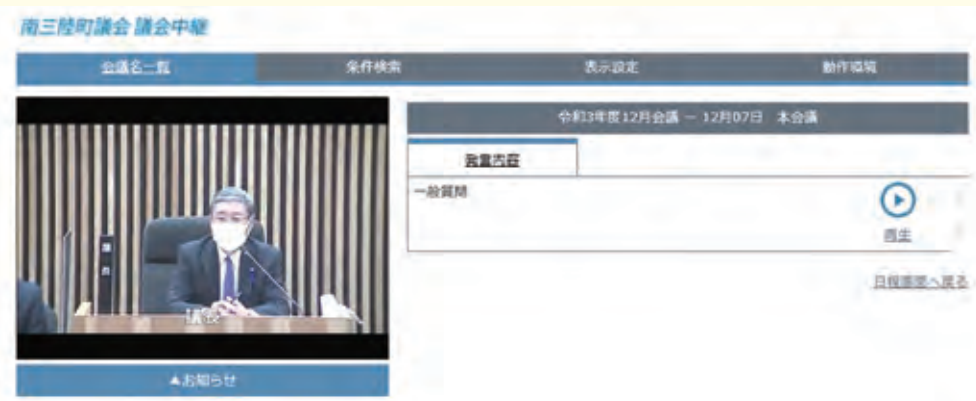 南三陸町議会 議会中継
会議名一覧 条件検索 表示設定 動作環境
令和3年度12月会議 － 12月07日 本会議
発言内容
一般質問
再生
議長
議長
日程画面へ戻る
▲お知らせ